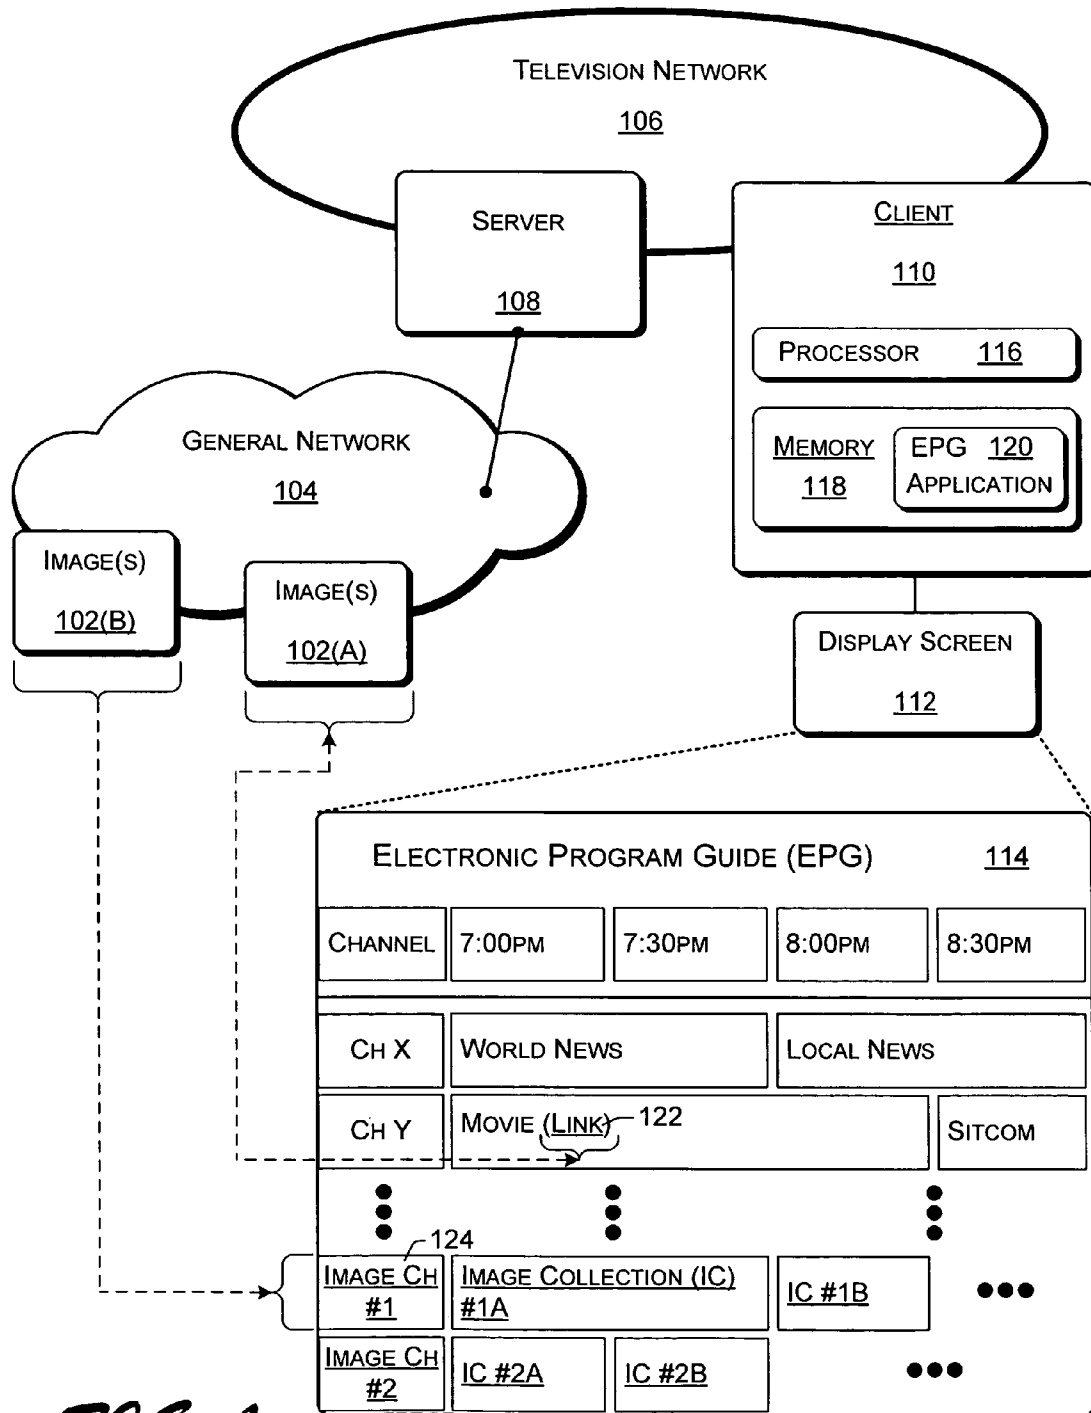 TELEVISION NETWORK
106
SERVER
108
CLIENT
110
PROCESSOR 116
MEMORY
118
EPG 120
APPLICATION
GENERAL NETWORK
104
IMAGE(S)
102(B)
IMAGE(S)
102(A)
DISPLAY SCREEN
112
ELECTRONIC PROGRAM GUIDE (EPG) 114
CHANNEL 7:00PM 7:30PM 8:00PM 8:30PM
CH X WORLD NEWS LOCAL NEWS
CH Y MOVIE (LINK) 122 SITCOM
124
IMAGE CH
#1
IMAGE COLLECTION (IC)
#1A
IC #1B
IMAGE CH
#2
IC #2A IC #2B